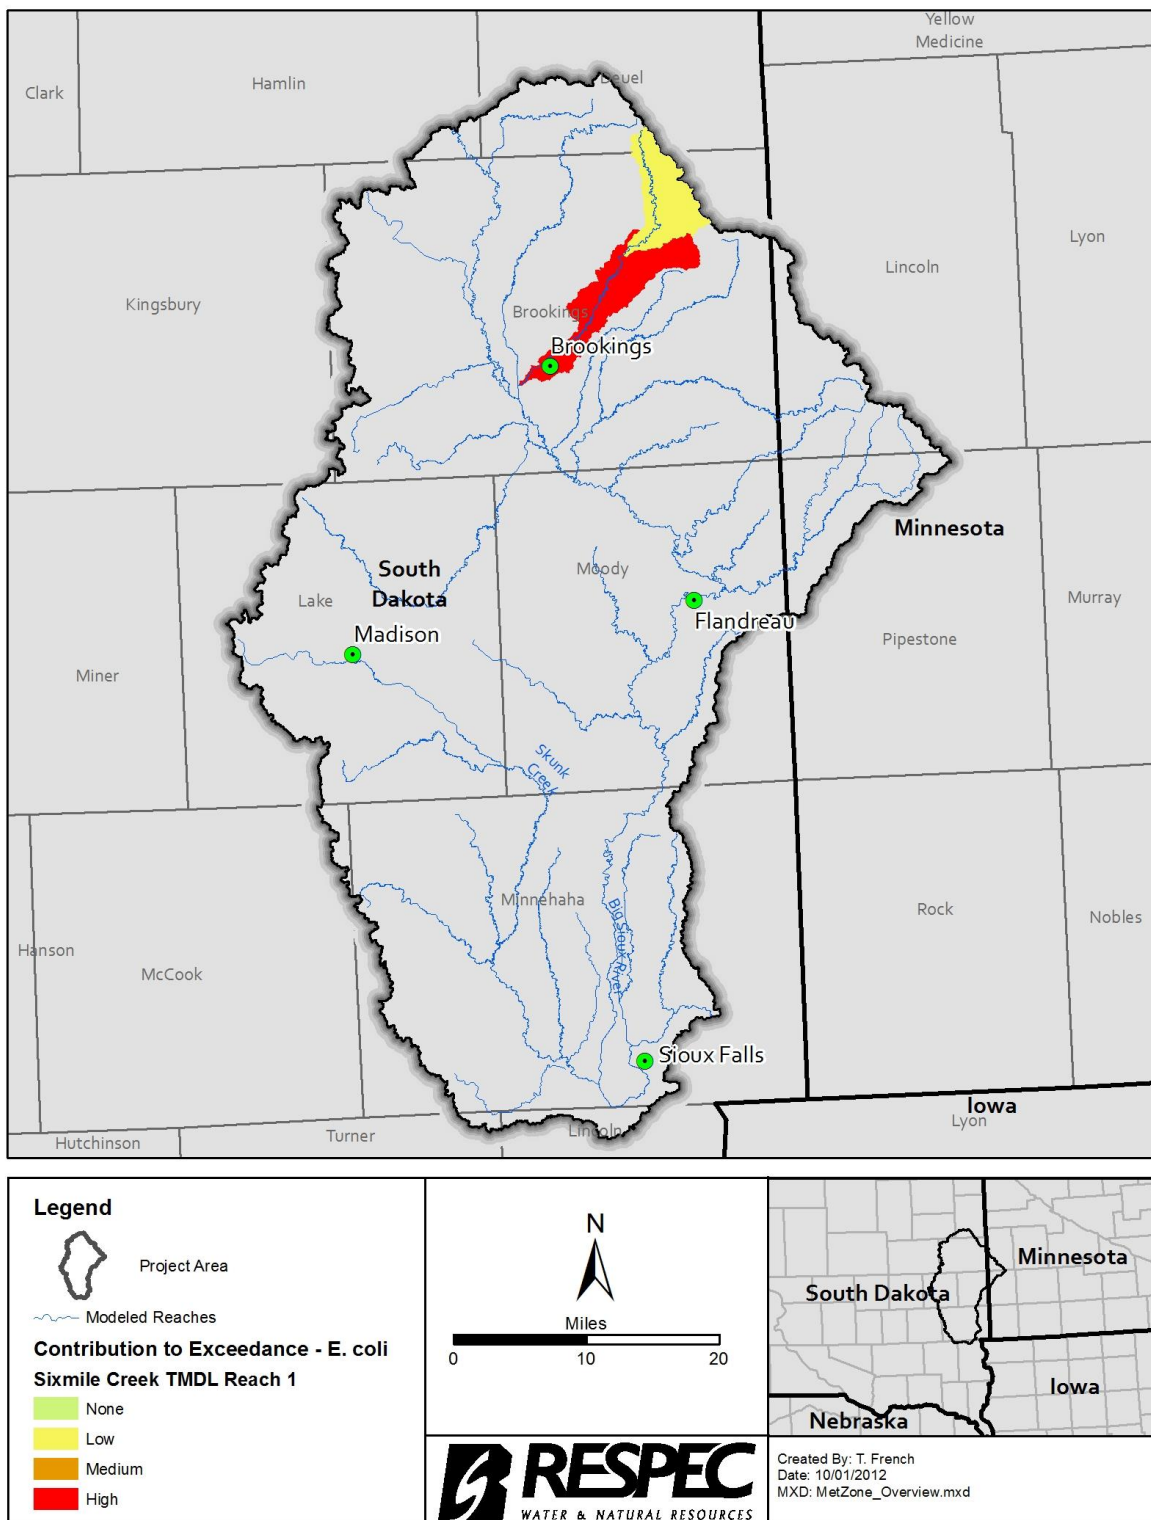 Yellow
Medicine
Deuel
Hamlin
Clark
Lyon
Lincoln
Kingsbury
Brookings
Brookings
Minnesota
South
Dakota
Moody
Lake
Murray
Flandreau
Madison
Pipestone
Miner
Skunk
Creek
Minnehaha
Big Sioux River
Rock
Nobles
Hanson
McCook
Sioux Falls
Iowa
Lyon
Lincoln
Turner
Hutchinson
Legend
Project Area
Modeled Reaches
Contribution to Exceedance - E. coli
Sixmile Creek TMDL Reach 1
None
Low
Medium
High
N
Miles
0 10 20
RESPEC
WATER & NATURAL RESOURCES
Minnesota
South Dakota
Iowa
Nebraska
Created By: T. French
Date: 10/01/2012
MXD: MetZone_Overview.mxd